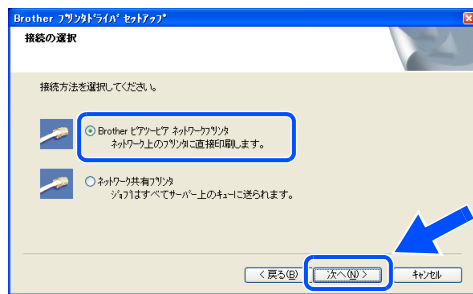 Brother プリンタドライバ セットアップ
接続の選択
接続方法を選択してください。
Brother ピアツーピア ネットワークプリンタ
ネットワーク上のプリンタに直接印刷します。
ネットワーク共有プリンタ
ジョブはすべてサーバー上のキューに送られます。
< 戻る(B)
次へ(N) >
キャンセル